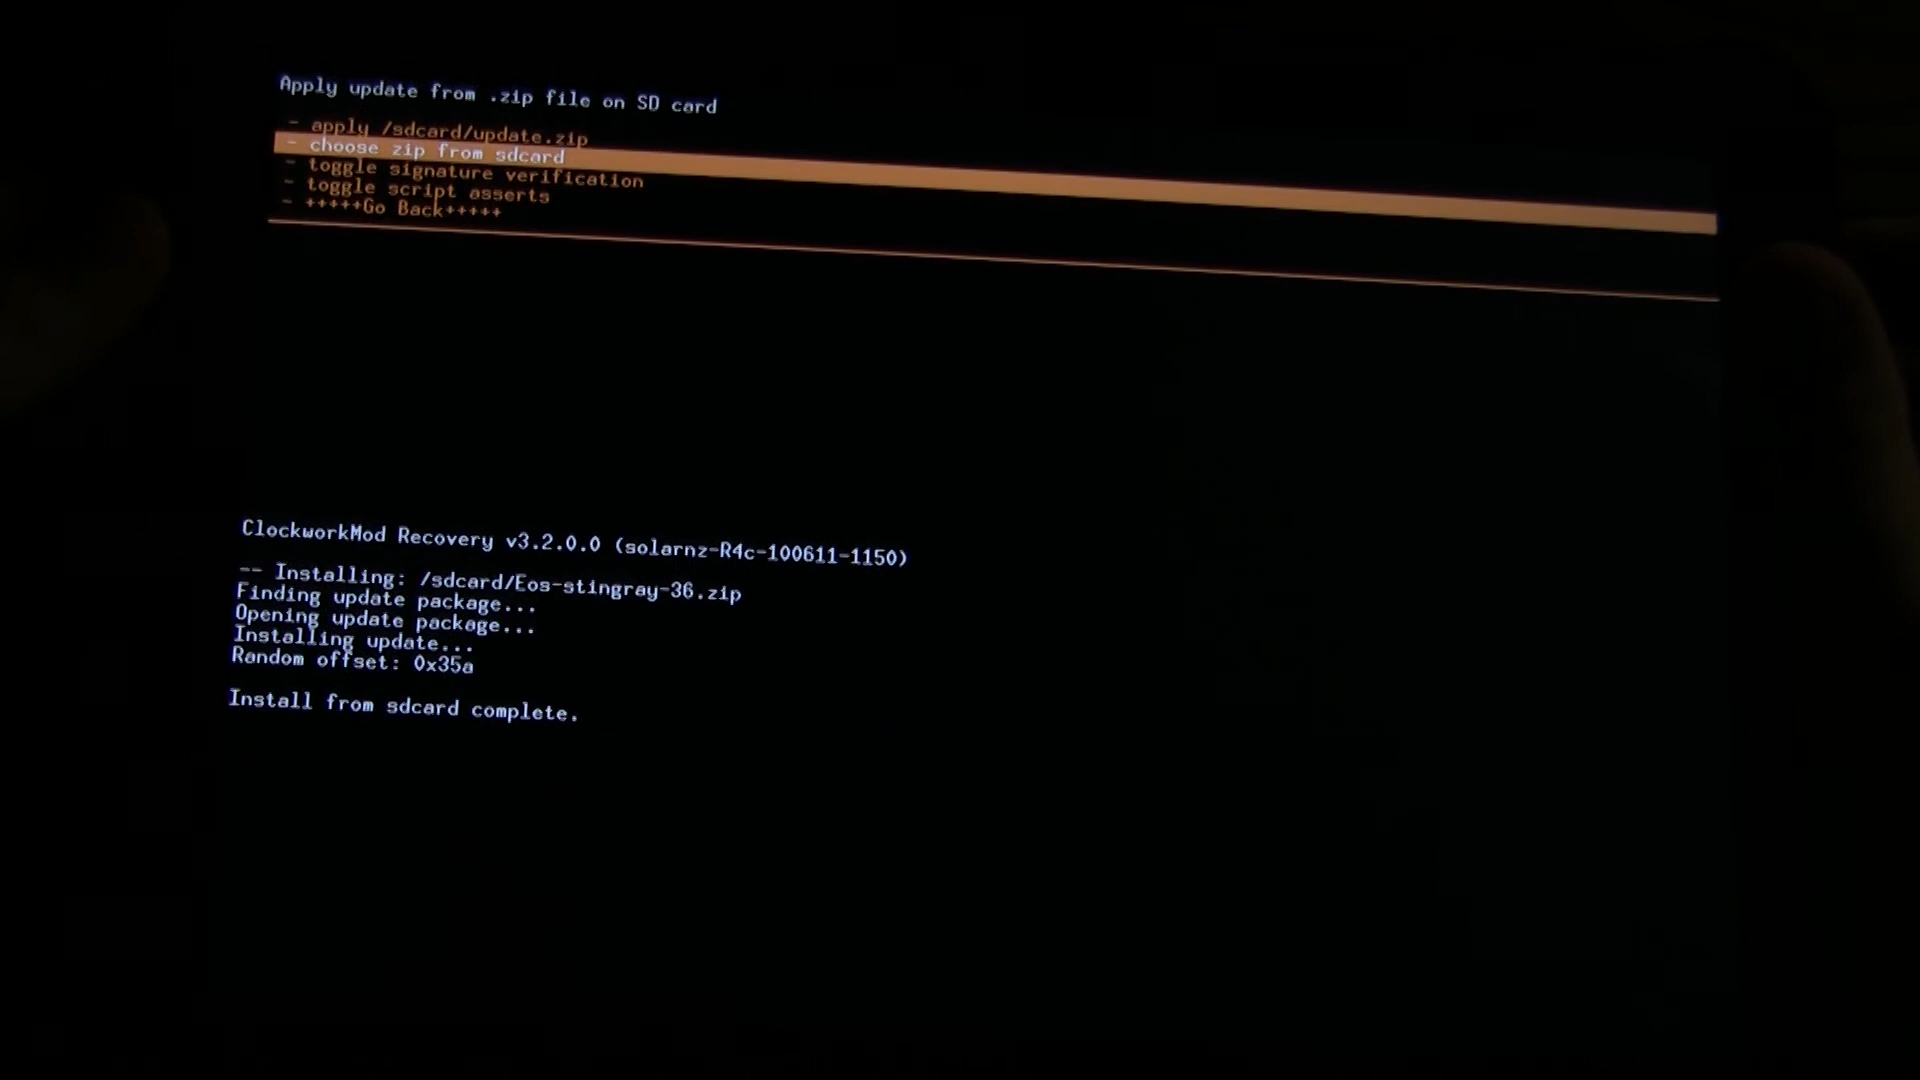 Apply update from .zip file on SD card
- apply /sdcard/update.zip
- choose zip from sdcard
- toggle signature verification
- toggle script asserts
- +++++Go Back+++++
ClockworkMod Recovery v3.2.0.0 (solarnz-R4c-100611-1150)
-- Installing: /sdcard/Eos-stingray-36.zip
Finding update package...
Opening update package...
Installing update...
Random offset: 0x35a
Install from sdcard complete.